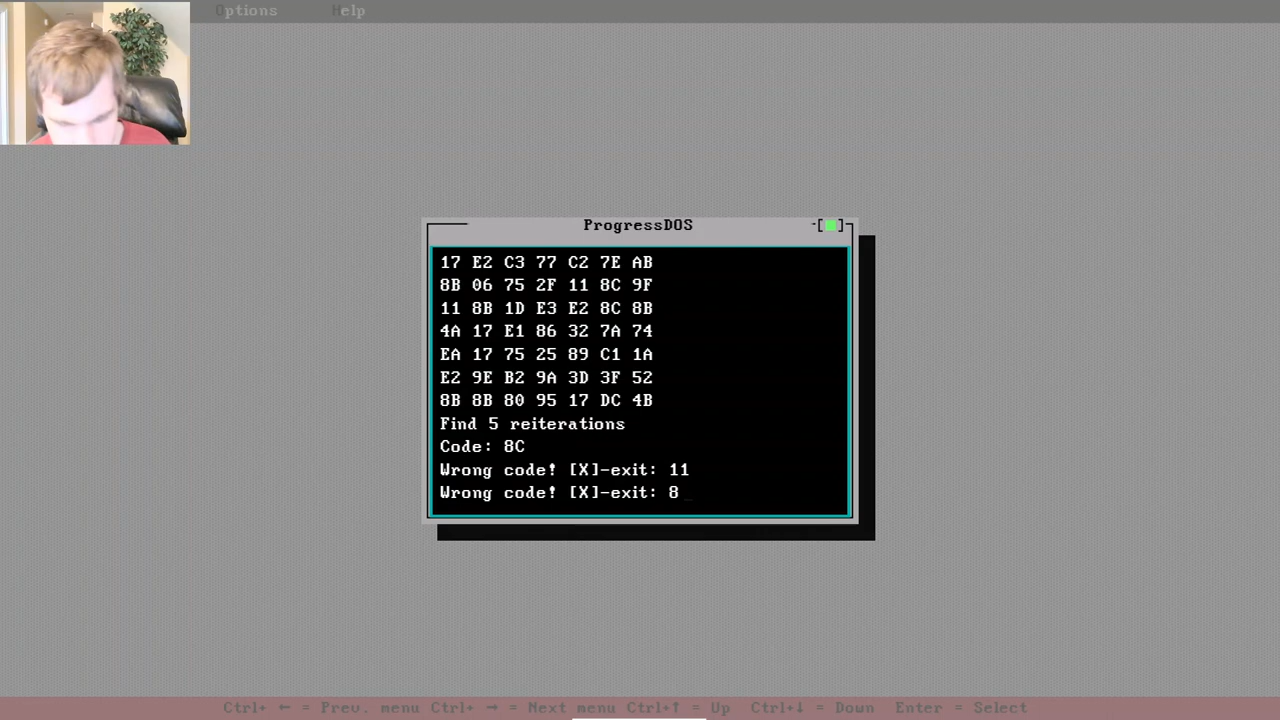 Options Help
ProgressDOS
17 E2 C3 77 C2 7E AB
8B 06 75 2F 11 8C 9F
11 8B 1D E3 E2 8C 8B
4A 17 E1 86 32 7A 74
EA 17 75 25 89 C1 1A
E2 9E B2 9A 3D 3F 52
8B 8B 80 95 17 DC 4B
Find 5 reiterations
Code: 8C
Wrong code! [X]-exit: 11
Wrong code! [X]-exit: 8_
Ctrl+ ← = Prev. menu Ctrl+ → = Next menu Ctrl+↑ = Up Ctrl+↓ = Down Enter = Select